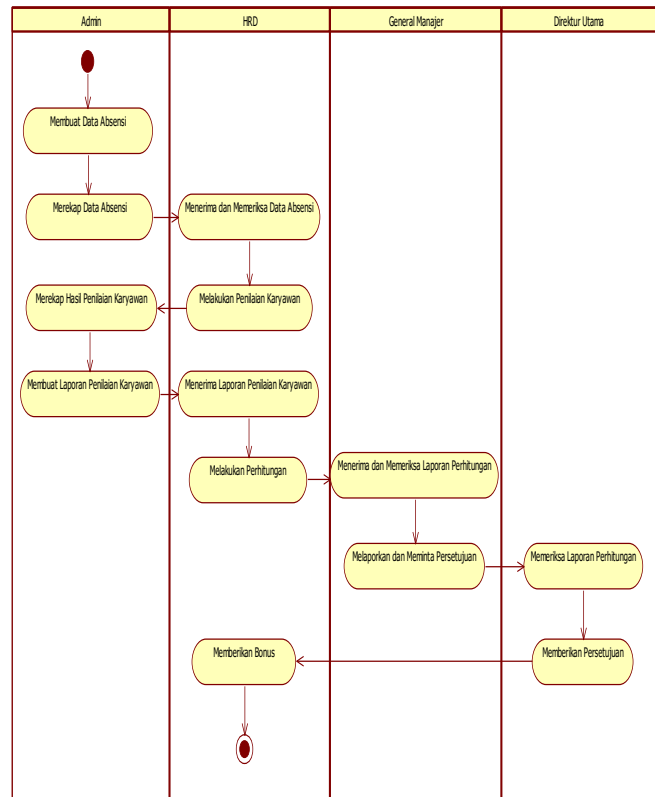 Admin
HRD
General Manajer
Direktur Utama
Membuat Data Absensi
Merekap Data Absensi
Menerima dan Memeriksa Data Absensi
Merekap Hasil Penilaian Karyawan
Melakukan Penilaian Karyawan
Membuat Laporan Penilaian Karyawan
Menerima Laporan Penilaian Karyawan
Melakukan Perhitungan
Menerima dan Memeriksa Laporan Perhitungan
Melaporkan dan Meminta Persetujuan
Memeriksa Laporan Perhitungan
Memberikan Bonus
Memberikan Persetujuan